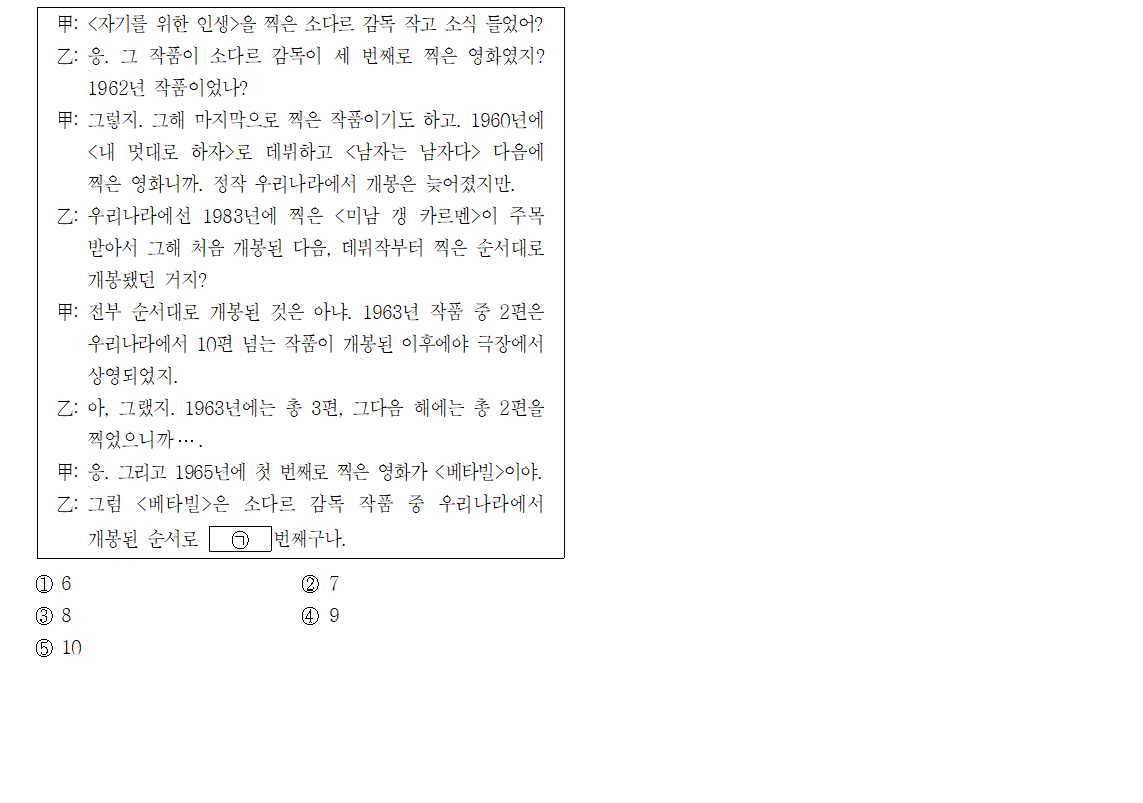 甲: <자기를 위한 인생>을 찍은 소다르 감독 작고 소식 들었어?
乙: 응. 그 작품이 소다르 감독이 세 번째로 찍은 영화였지?
1962년 작품이었나?
甲: 그렇지. 그해 마지막으로 찍은 작품이기도 하고. 1960년에
<내 멋대로 하자>로 데뷔하고 <남자는 남자다> 다음에
찍은 영화니까. 정작 우리나라에서 개봉은 늦어졌지만.
乙: 우리나라에선 1983년에 찍은 <미남 갱 카르멘>이 주목
받아서 그해 처음 개봉된 다음, 데뷔작부터 찍은 순서대로
개봉됐던 거지?
甲: 전부 순서대로 개봉된 것은 아냐. 1963년 작품 중 2편은
우리나라에서 10편 넘는 작품이 개봉된 이후에야 극장에서
상영되었지.
乙: 아, 그랬지. 1963년에는 총 3편, 그다음 해에는 총 2편을
찍었으니까….
甲: 응. 그리고 1965년에 첫 번째로 찍은 영화가 <베타빌>이야.
乙: 그럼 <베타빌>은 소다르 감독 작품 중 우리나라에서
개봉된 순서로 ㉠ 번째구나.
① 6 ② 7
③ 8 ④ 9
⑤ 10